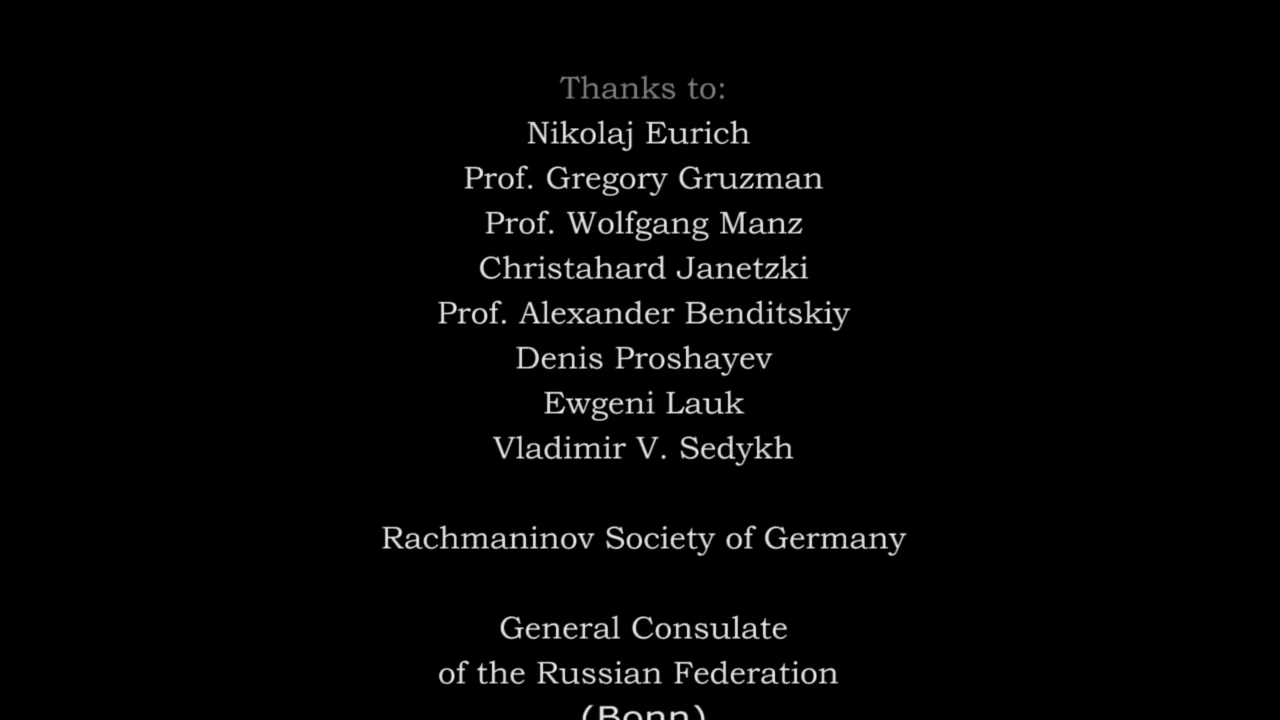 Thanks to:
Nikolaj Eurich
Prof. Gregory Gruzman
Prof. Wolfgang Manz
Christahard Janetzki
Prof. Alexander Benditskiy
Denis Proshayev
Ewgeni Lauk
Vladimir V. Sedykh
Rachmaninov Society of Germany
General Consulate
of the Russian Federation
(Bonn)